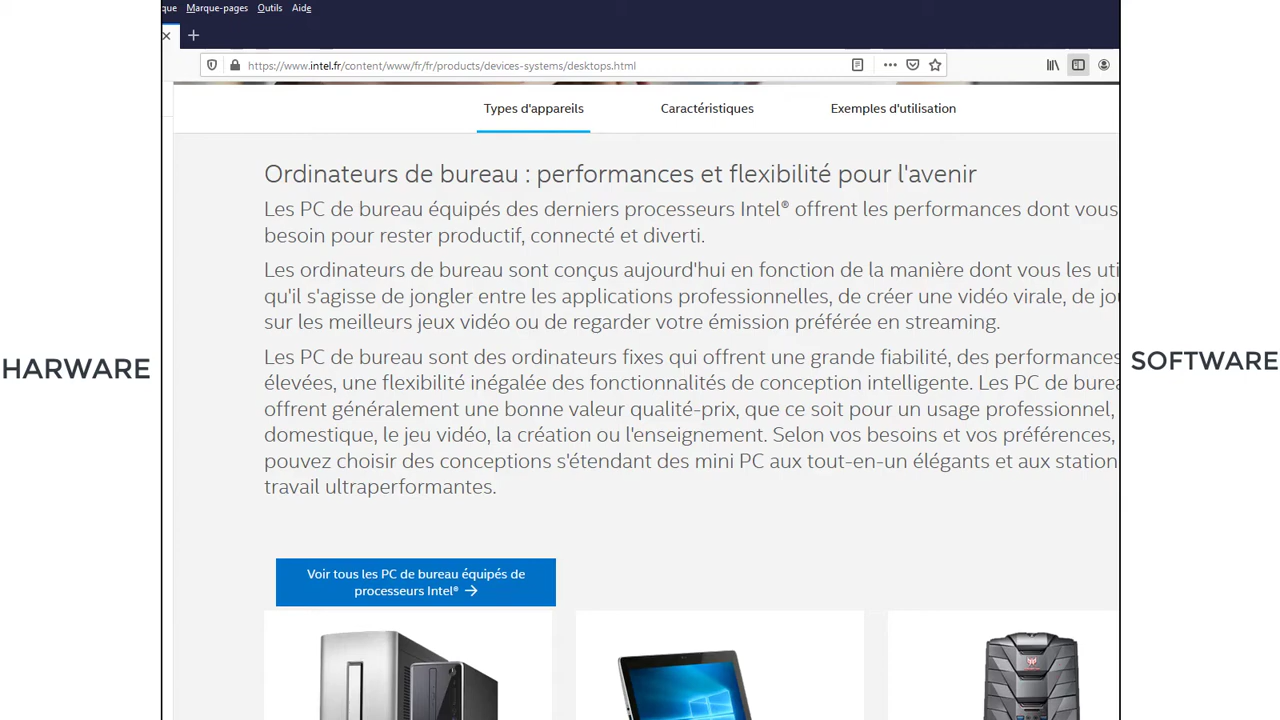 que Marque-pages Outils Aide
https://www.intel.fr/content/www/fr/fr/products/devices-systems/desktops.html
Types d'appareils Caractéristiques Exemples d'utilisation
Ordinateurs de bureau : performances et flexibilité pour l'avenir
Les PC de bureau équipés des derniers processeurs Intel® offrent les performances dont vous
besoin pour rester productif, connecté et diverti.
Les ordinateurs de bureau sont conçus aujourd'hui en fonction de la manière dont vous les uti
qu'il s'agisse de jongler entre les applications professionnelles, de créer une vidéo virale, de jou
sur les meilleurs jeux vidéo ou de regarder votre émission préférée en streaming.
Les PC de bureau sont des ordinateurs fixes qui offrent une grande fiabilité, des performances
élevées, une flexibilité inégalée des fonctionnalités de conception intelligente. Les PC de burea
offrent généralement une bonne valeur qualité-prix, que ce soit pour un usage professionnel,
domestique, le jeu vidéo, la création ou l'enseignement. Selon vos besoins et vos préférences,
pouvez choisir des conceptions s'étendant des mini PC aux tout-en-un élégants et aux station
travail ultraperformantes.
HARWARE
SOFTWARE
Voir tous les PC de bureau équipés de
processeurs Intel® →